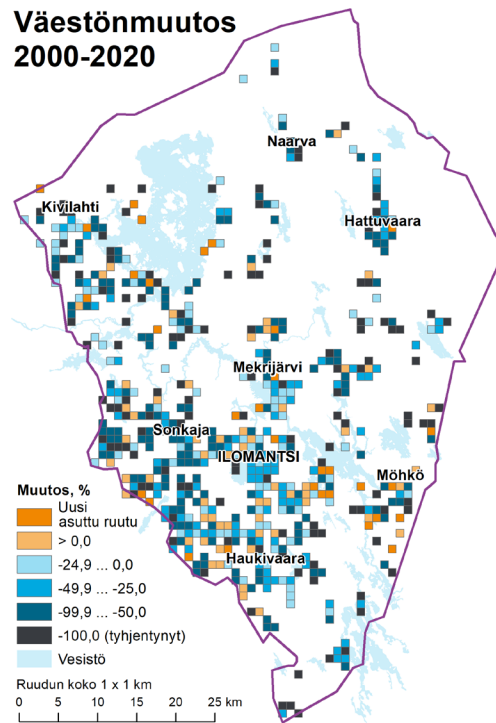 Väestönmuutos
2000-2020
Naarva
Kivilahti
Hattuvaara
Mekrijärvi
Sonkaja
ILOMANTSI
Möhkö
Haukivaara
Muutos, %
Uusi
asuttu ruutu
> 0,0
-24,9 ... 0,0
-49,9 ... -25,0
-99,9 ... -50,0
-100,0 (tyhjentynyt)
Vesistö
Ruudun koko 1 x 1 km
0 5 10 15 20 25 km